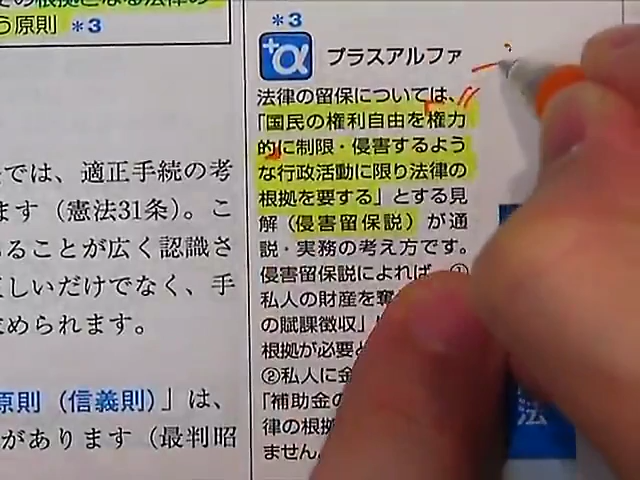 その根拠となる法律の
う原則 *3
では、適正手続の考
ます（憲法31条）。こ
ることが広く認識さ
しいだけでなく、手
められます。
原則（信義則）」は、
があります（最判昭
*3
+α プラスアルファ
法律の留保については、
「国民の権利自由を権力
的に制限・侵害するよう
な行政活動に限り法律の
根拠を要する」とする見
解（侵害留保説）が通
説・実務の考え方です。
侵害留保説によれば、①
私人の財産を
の賦課徴収」
根拠が必要と
②私人に金
「補助金の
律の根拠
ません
法